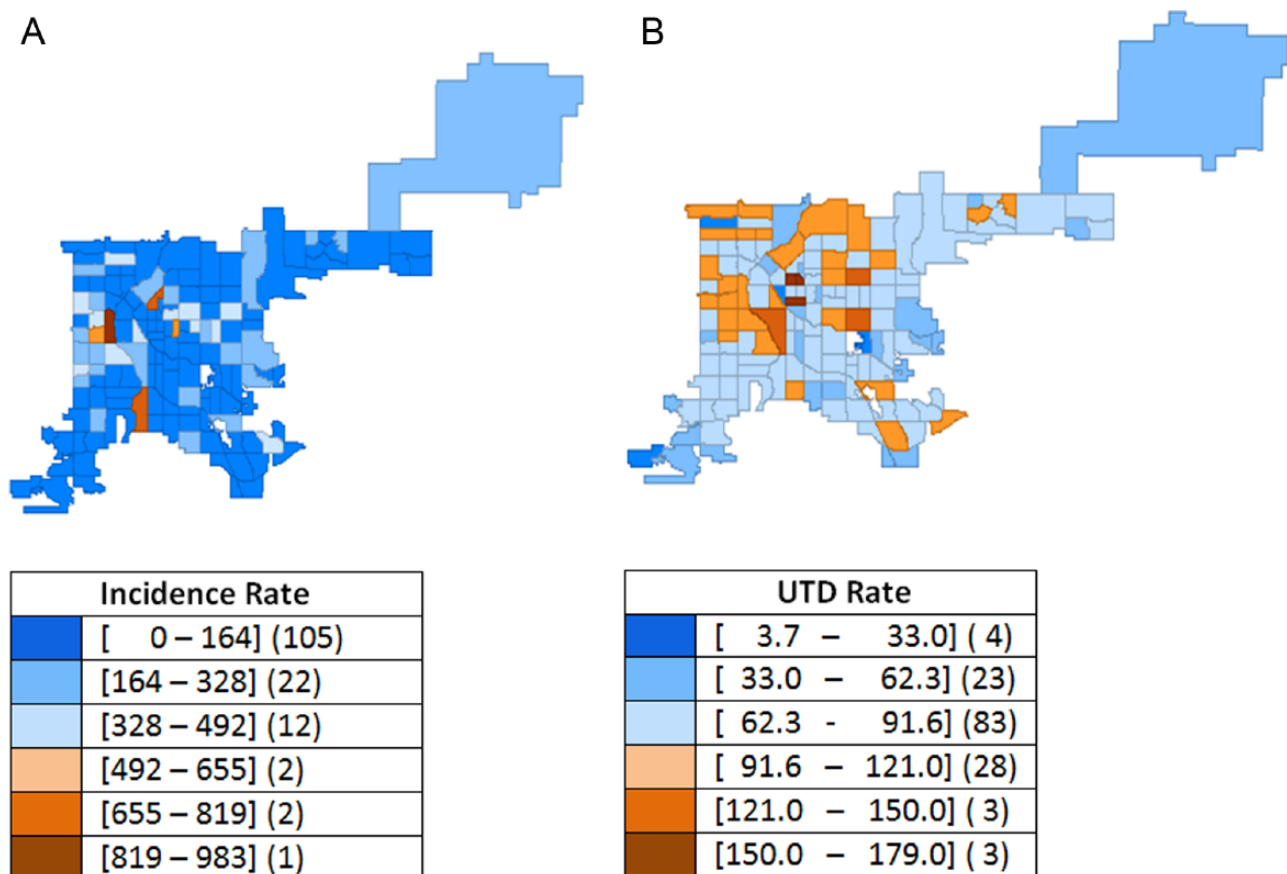 A
B
Incidence Rate
[ 0 – 164] (105)
[164 – 328] (22)
[328 – 492] (12)
[492 – 655] (2)
[655 – 819] (2)
[819 – 983] (1)
UTD Rate
[ 3.7 – 33.0] ( 4)
[ 33.0 – 62.3] (23)
[ 62.3 - 91.6] (83)
[ 91.6 – 121.0] (28)
[121.0 – 150.0] ( 3)
[150.0 – 179.0] ( 3)